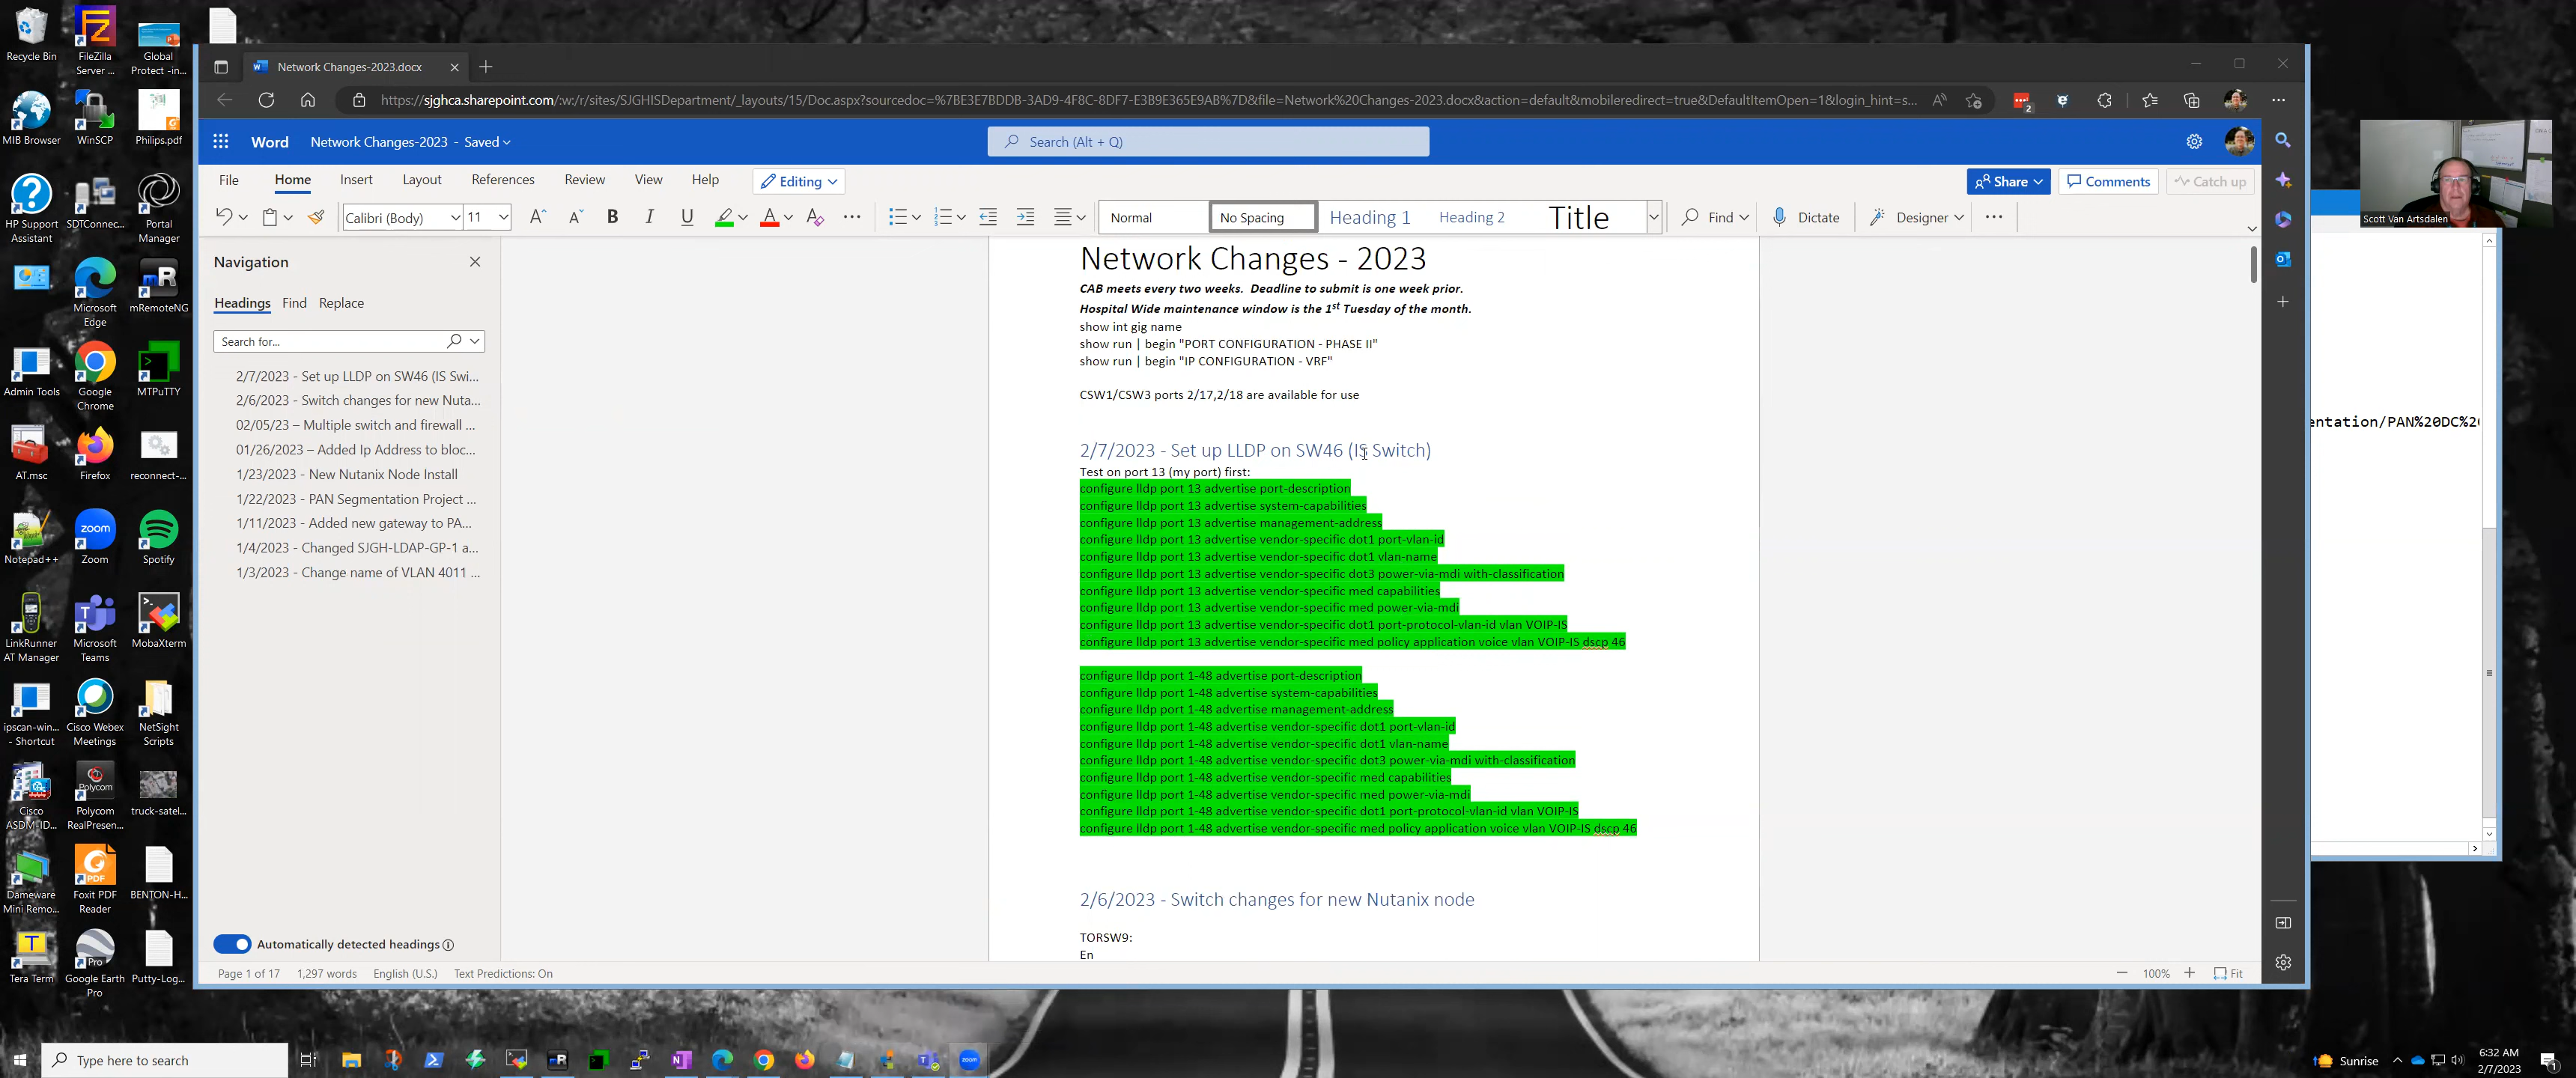 Recycle Bin
FileZilla Server ...
Global Protect -in...
MIB Browser
WinSCP
Philips.pdf
HP Support Assistant
SDTConnec...
Portal Manager
Microsoft Edge
mRemoteNG
Admin Tools
Google Chrome
MTPuTTY
AT.msc
Firefox
reconnect-...
Notepad++
Zoom
Spotify
LinkRunner AT Manager
Microsoft Teams
MobaXterm
ipscan-win... - Shortcut
Cisco Webex Meetings
NetSight Scripts
Cisco ASDM-ID...
Polycom RealPresen...
truck-satel...
Dameware Mini Remo...
Foxit PDF Reader
BENTON-H...
Tera Term
Google Earth Pro
Putty-Log...
Network Changes-2023.docx
https://sjghca.sharepoint.com/:w:/r/sites/SJGHISDepartment/_layouts/15/Doc.aspx?sourcedoc=%7BE3E7BDDB-3AD9-4F8C-8DF7-E3B9E365E9AB%7D&file=Network%20Changes-2023.docx&action=default&mobileredirect=true&DefaultItemOpen=1&login_hint=s...
Word Network Changes-2023 - Saved
Search (Alt + Q)
File Home Insert Layout References Review View Help Editing Share Comments Catch up
Calibri (Body) 11 B I U A Normal No Spacing Heading 1 Heading 2 Title Find Dictate Designer
Navigation
Headings Find Replace
Search for...
2/7/2023 - Set up LLDP on SW46 (IS Swi...
2/6/2023 - Switch changes for new Nuta...
02/05/23 – Multiple switch and firewall ...
01/26/2023 – Added Ip Address to bloc...
1/23/2023 - New Nutanix Node Install
1/22/2023 - PAN Segmentation Project ...
1/11/2023 - Added new gateway to PA...
1/4/2023 - Changed SJGH-LDAP-GP-1 a...
1/3/2023 - Change name of VLAN 4011 ...
Automatically detected headings
Network Changes - 2023
CAB meets every two weeks. Deadline to submit is one week prior.
Hospital Wide maintenance window is the 1st Tuesday of the month.
show int gig name
show run | begin "PORT CONFIGURATION - PHASE II"
show run | begin "IP CONFIGURATION - VRF"
CSW1/CSW3 ports 2/17,2/18 are available for use
2/7/2023 - Set up LLDP on SW46 (IS Switch)
Test on port 13 (my port) first:
configure lldp port 13 advertise port-description
configure lldp port 13 advertise system-capabilities
configure lldp port 13 advertise management-address
configure lldp port 13 advertise vendor-specific dot1 port-vlan-id
configure lldp port 13 advertise vendor-specific dot1 vlan-name
configure lldp port 13 advertise vendor-specific dot3 power-via-mdi with-classification
configure lldp port 13 advertise vendor-specific med capabilities
configure lldp port 13 advertise vendor-specific med power-via-mdi
configure lldp port 13 advertise vendor-specific dot1 port-protocol-vlan-id vlan VOIP-IS
configure lldp port 13 advertise vendor-specific med policy application voice vlan VOIP-IS dscp 46
configure lldp port 1-48 advertise port-description
configure lldp port 1-48 advertise system-capabilities
configure lldp port 1-48 advertise management-address
configure lldp port 1-48 advertise vendor-specific dot1 port-vlan-id
configure lldp port 1-48 advertise vendor-specific dot1 vlan-name
configure lldp port 1-48 advertise vendor-specific dot3 power-via-mdi with-classification
configure lldp port 1-48 advertise vendor-specific med capabilities
configure lldp port 1-48 advertise vendor-specific med power-via-mdi
configure lldp port 1-48 advertise vendor-specific dot1 port-protocol-vlan-id vlan VOIP-IS
configure lldp port 1-48 advertise vendor-specific med policy application voice vlan VOIP-IS dscp 46
2/6/2023 - Switch changes for new Nutanix node
TORSW9:
En
Page 1 of 17 1,297 words English (U.S.) Text Predictions: On
100% Fit
Scott Van Artsdalen
entation/PAN%20DC%2
Type here to search
Sunrise
6:32 AM
2/7/2023